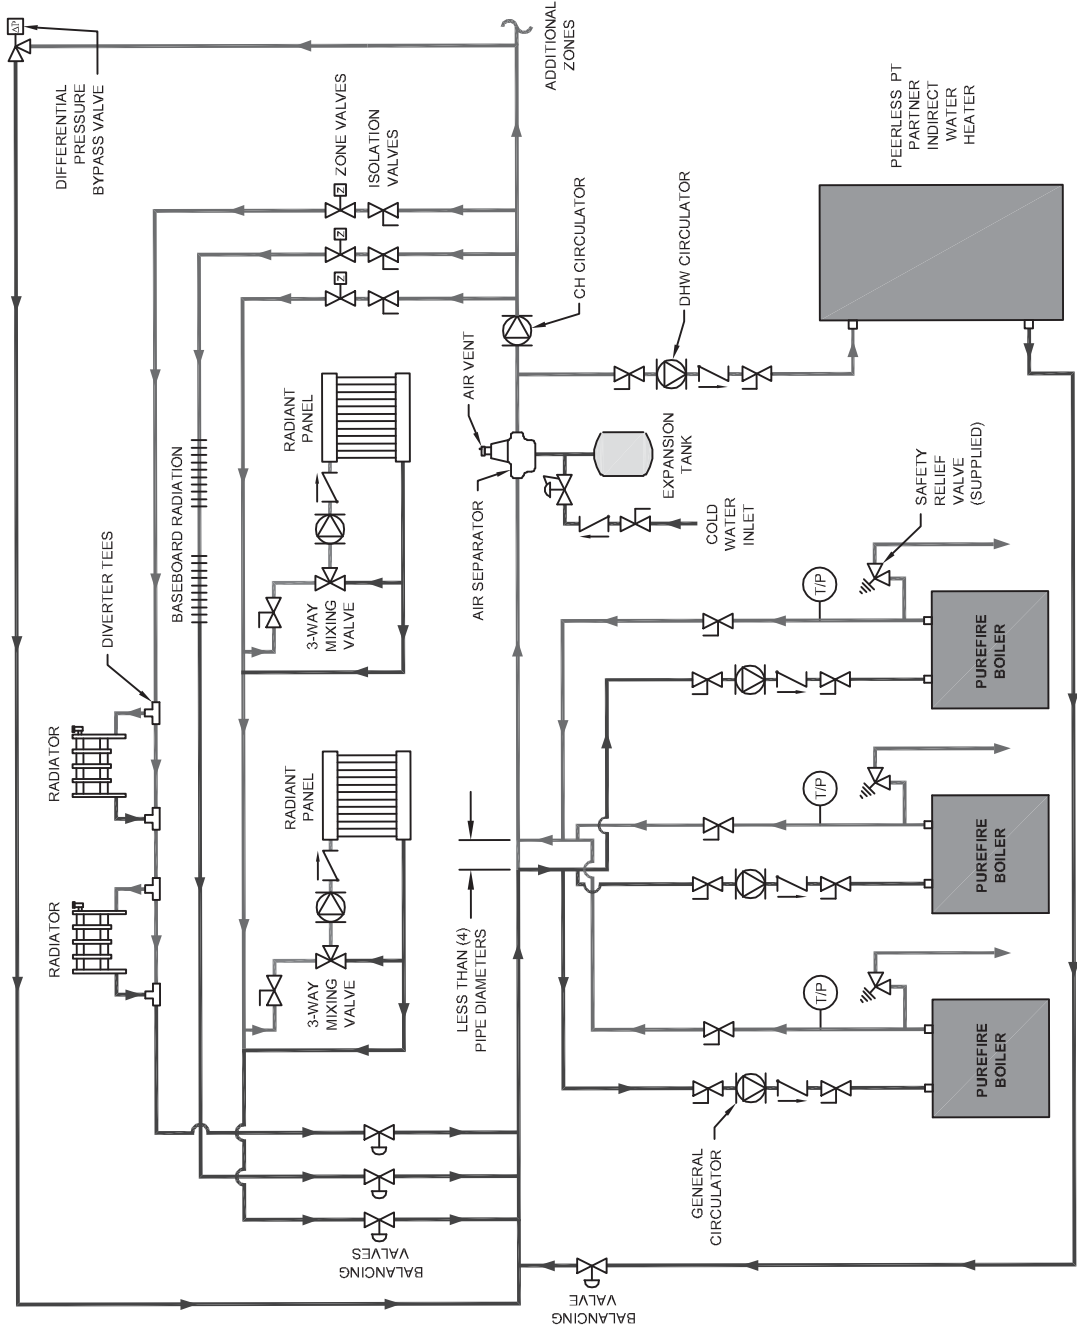 DIFFERENTIAL
PRESSURE
BYPASS VALVE
ΔP
ZONE VALVES
ISOLATION
VALVES
Z
Z
Z
ADDITIONAL
ZONES
PEERLESS PT
PARTNER
INDIRECT
WATER
HEATER
CH CIRCULATOR
DHW CIRCULATOR
AIR VENT
AIR SEPARATOR
EXPANSION
TANK
COLD
WATER
INLET
SAFETY
RELIEF
VALVE
(SUPPLIED)
RADIANT
PANEL
3-WAY
MIXING
VALVE
BASEBOARD RADIATION
DIVERTER TEES
RADIATOR
RADIATOR
RADIANT
PANEL
3-WAY
MIXING
VALVE
LESS THAN (4)
PIPE DIAMETERS
T/P
T/P
T/P
PUREFIRE
BOILER
PUREFIRE
BOILER
PUREFIRE
BOILER
GENERAL
CIRCULATOR
BALANCING
VALVES
BALANCING
VALVE